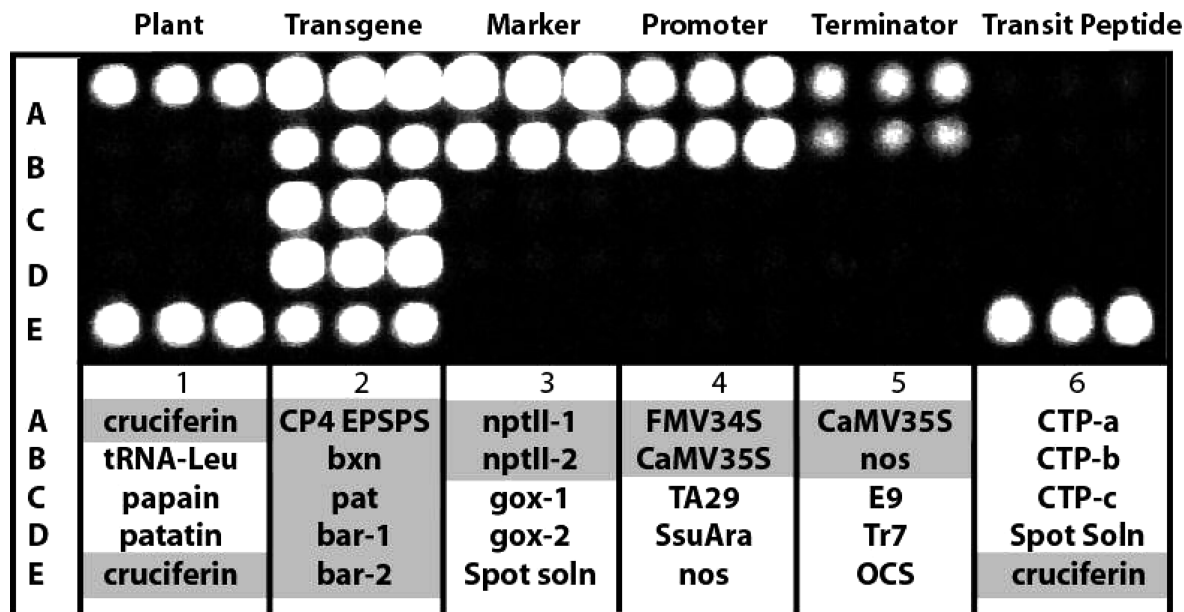 Plant Transgene Marker Promoter Terminator Transit Peptide
A
B
C
D
E
1 2 3 4 5 6
A cruciferin CP4 EPSPS nptII-1 FMV34S CaMV35S CTP-a
B tRNA-Leu bxn nptII-2 CaMV35S nos CTP-b
C papain pat gox-1 TA29 E9 CTP-c
D patatin bar-1 gox-2 SsuAra Tr7 Spot Soln
E cruciferin bar-2 Spot soln nos OCS cruciferin